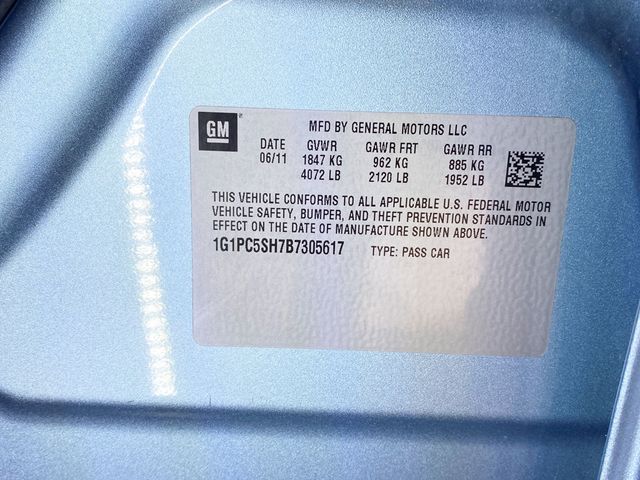 GM
MFD BY GENERAL MOTORS LLC
DATE GVWR GAWR FRT GAWR RR
06/11 1847 KG 962 KG 885 KG
4072 LB 2120 LB 1952 LB
THIS VEHICLE CONFORMS TO ALL APPLICABLE U.S. FEDERAL MOTOR
VEHICLE SAFETY, BUMPER, AND THEFT PREVENTION STANDARDS IN
EFFECT ON THE DATE OF MANUFACTURE SHOWN ABOVE.
1G1PC5SH7B7305617 TYPE: PASS CAR